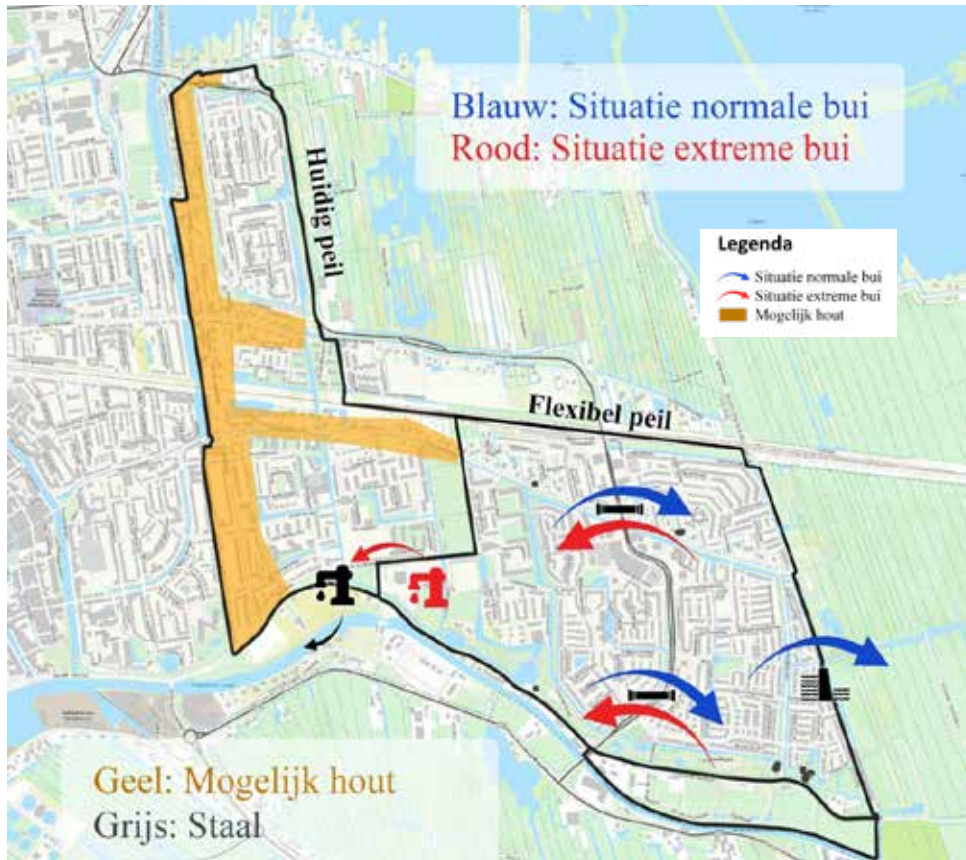 Blauw: Situatie normale bui
Rood: Situatie extreme bui
Huidig peil
Legenda
Situatie normale bui
Situatie extreme bui
Mogelijk hout
Flexibel peil
Geel: Mogelijk hout
Grijs: Staal